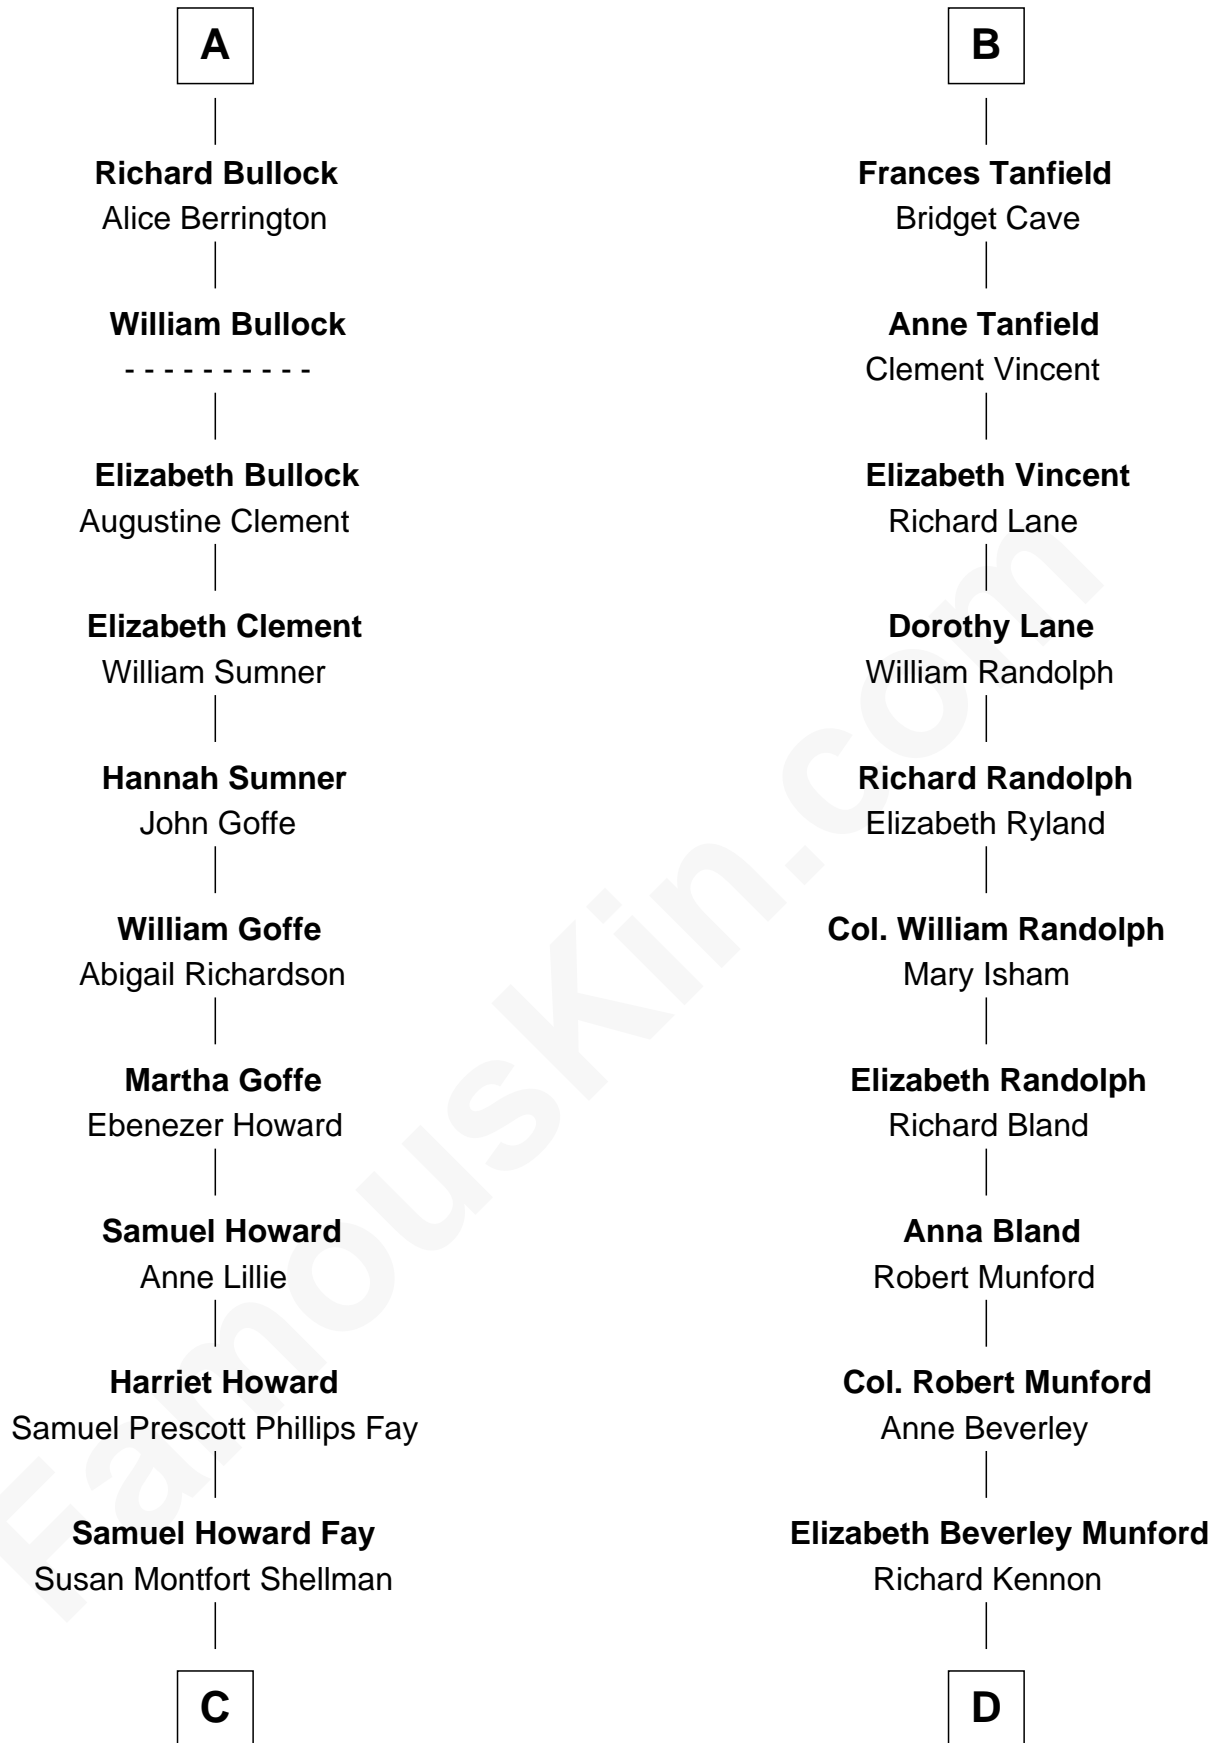 A
Richard Bullock
Alice Berrington
William Bullock
- - - - - - - - - -
Elizabeth Bullock
Augustine Clement
Elizabeth Clement
William Sumner
Hannah Sumner
John Goffe
William Goffe
Abigail Richardson
Martha Goffe
Ebenezer Howard
Samuel Howard
Anne Lillie
Harriet Howard
Samuel Prescott Phillips Fay
Samuel Howard Fay
Susan Montfort Shellman
C
B
Frances Tanfield
Bridget Cave
Anne Tanfield
Clement Vincent
Elizabeth Vincent
Richard Lane
Dorothy Lane
William Randolph
Richard Randolph
Elizabeth Ryland
Col. William Randolph
Mary Isham
Elizabeth Randolph
Richard Bland
Anna Bland
Robert Munford
Col. Robert Munford
Anne Beverley
Elizabeth Beverley Munford
Richard Kennon
D
FamousKin.com